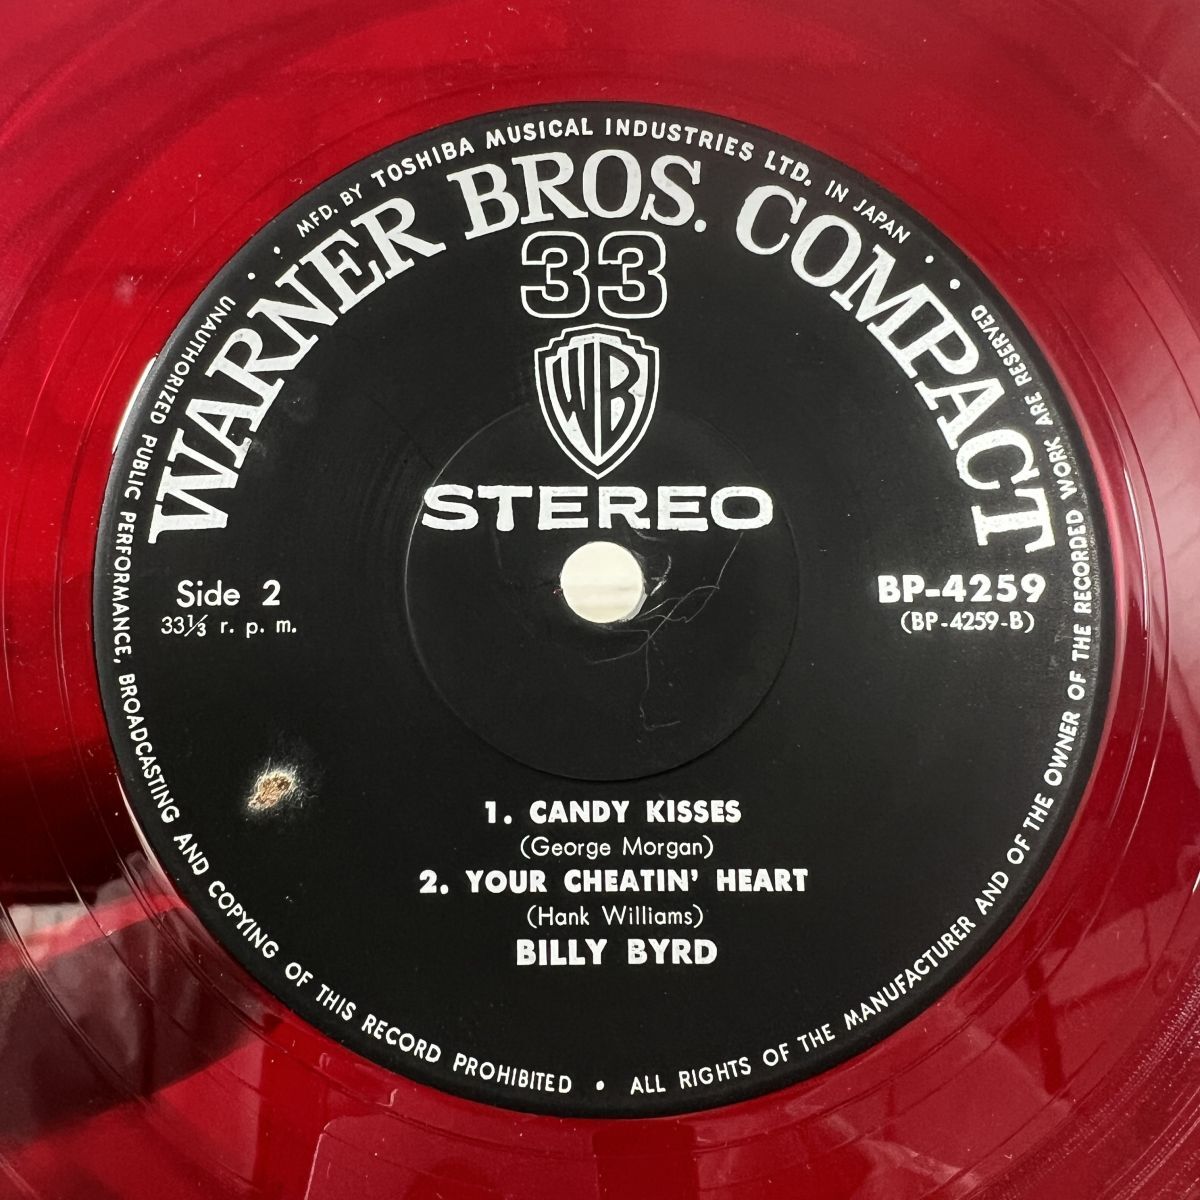 MFD. BY TOSHIBA MUSICAL INDUSTRIES LTD. IN JAPAN
WARNER BROS. COMPACT
33
WB
STEREO
Side 2
33⅓ r. p. m.
BP-4259
(BP-4259-B)
1. CANDY KISSES
(George Morgan)
2. YOUR CHEATIN' HEART
(Hank Williams)
BILLY BYRD
UNAUTHORIZED PUBLIC PERFORMANCE, BROADCASTING AND COPYING OF THIS RECORD PROHIBITED • ALL RIGHTS OF THE MANUFACTURER AND OF THE OWNER OF THE RECORDED WORK ARE RESERVED